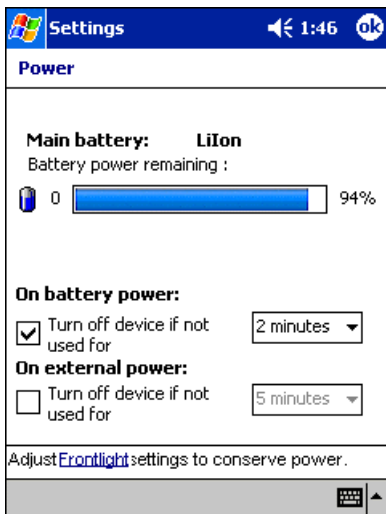 Settings 1:46 ok
Power
Main battery: LiIon
Battery power remaining :
0 94%
On battery power:
Turn off device if not
used for
2 minutes
On external power:
Turn off device if not
used for
5 minutes
Adjust Frontlight settings to conserve power.